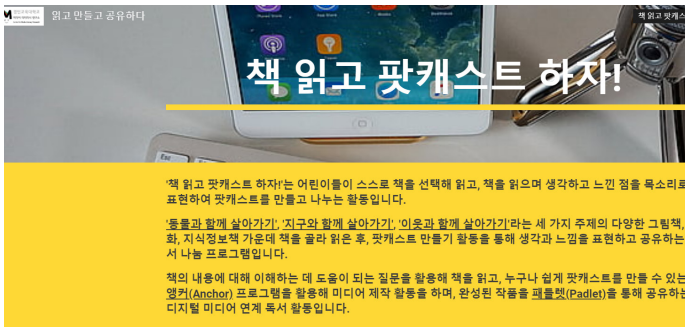 읽고 만들고 공유하다
책 읽고 팟캐스
iTunes Store App Store
책 읽고 팟캐스트 하자!
Esc
'책 읽고 팟캐스트 하자!'는 어린이들이 스스로 책을 선택해 읽고, 책을 읽으며 생각하고 느낀 점을 목소리로
표현하여 팟캐스트를 만들고 나누는 활동입니다.
'동물과 함께 살아가기', '지구와 함께 살아가기', '이웃과 함께 살아가기'라는 세 가지 주제의 다양한 그림책,
화, 지식정보책 가운데 책을 골라 읽은 후, 팟캐스트 만들기 활동을 통해 생각과 느낌을 표현하고 공유하는
서 나눔 프로그램입니다.
책의 내용에 대해 이해하는 데 도움이 되는 질문을 활용해 책을 읽고, 누구나 쉽게 팟캐스트를 만들 수 있는
앵커(Anchor) 프로그램을 활용해 미디어 제작 활동을 하며, 완성된 작품을 패들렛(Padlet)을 통해 공유하는
디지털 미디어 연계 독서 활동입니다.